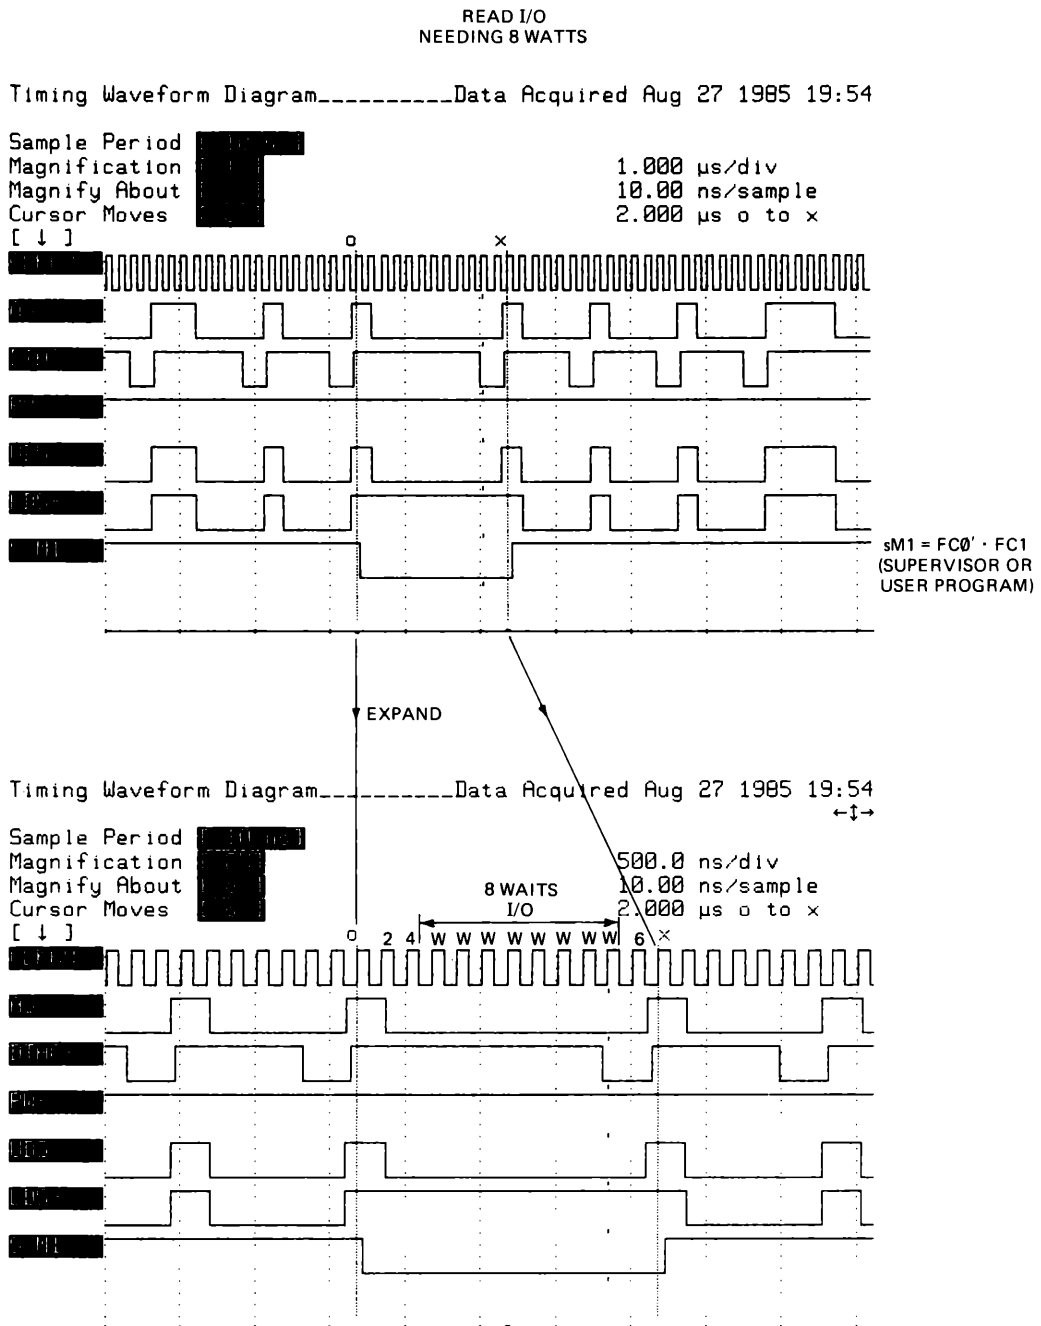 READ I/O
NEEDING 8 WATTS
Timing Waveform Diagram__________Data Acquired Aug 27 1985 19:54
Sample Period
Magnification 1.000 µs/div
Magnify About 10.00 ns/sample
Cursor Moves 2.000 µs o to x
[ ↓ ]
o x
sM1 = FC0′ · FC1
(SUPERVISOR OR
USER PROGRAM)
EXPAND
Timing Waveform Diagram__________Data Acquired Aug 27 1985 19:54
Sample Period
Magnification 500.0 ns/div
Magnify About 10.00 ns/sample
Cursor Moves 2.000 µs o to x
8 WAITS
I/O
[ ↓ ]
o 2 4 W W W W W W W W 6 x